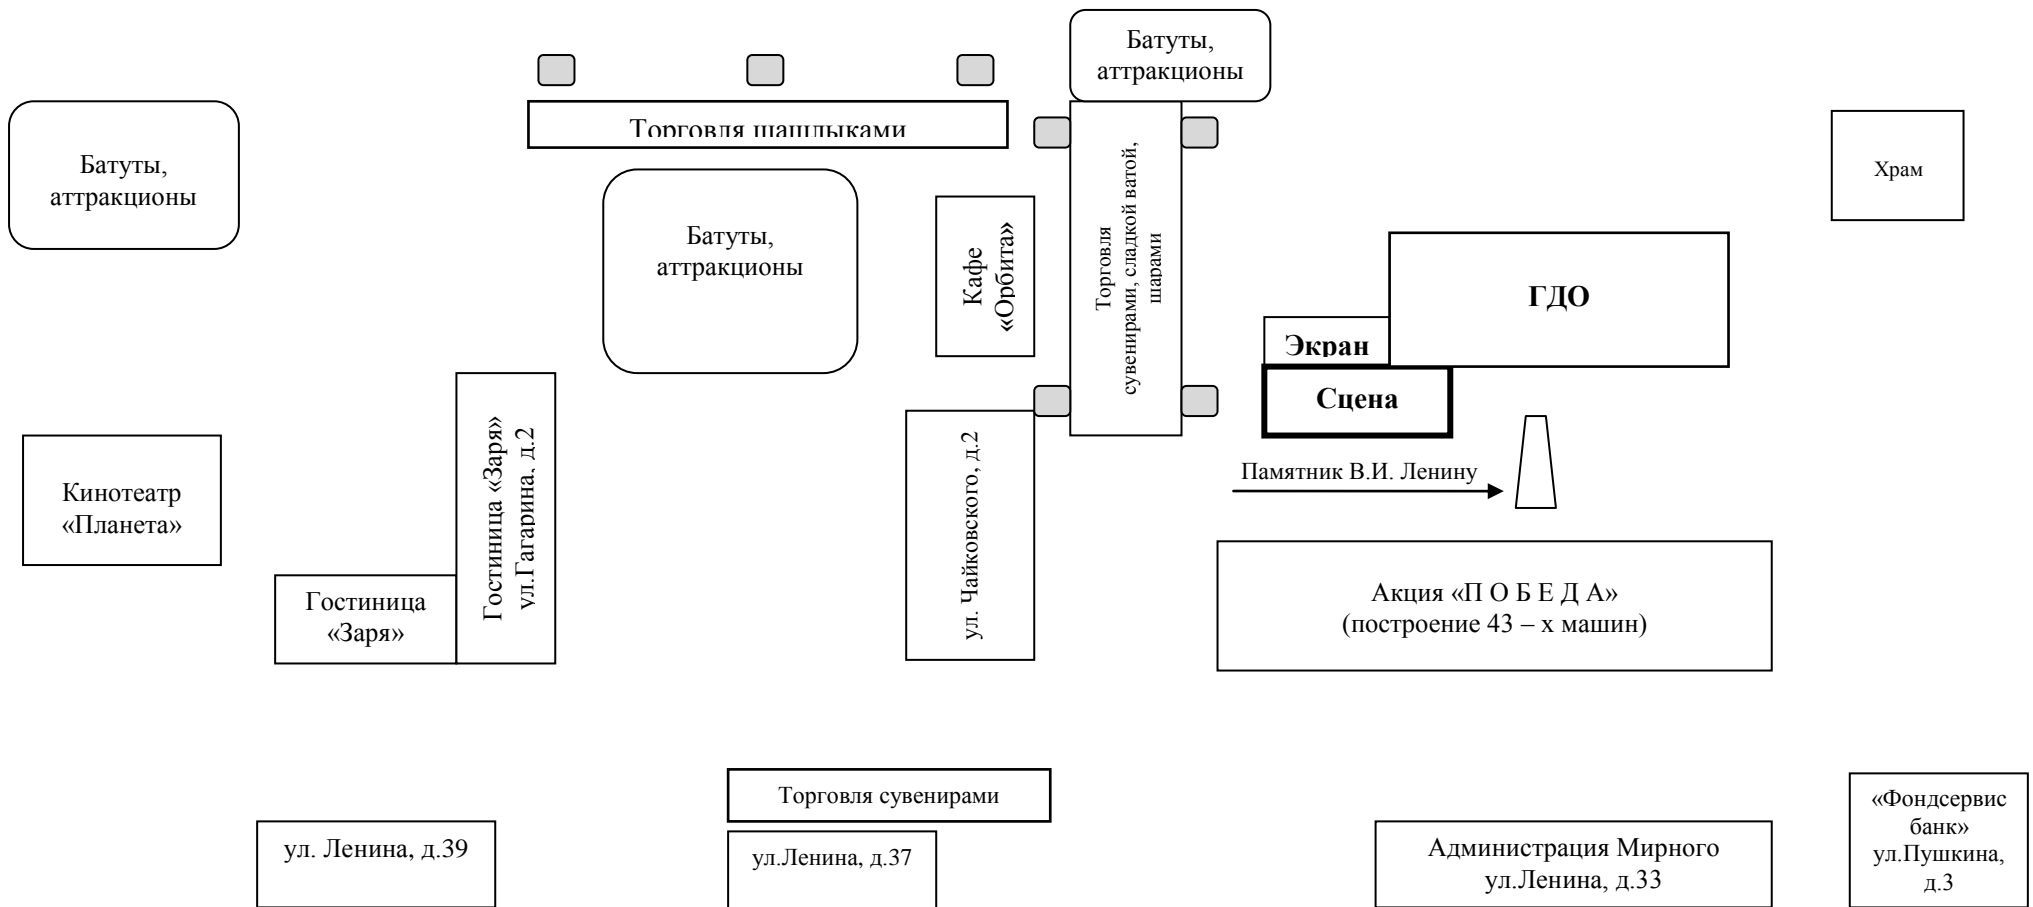 Батуты,
аттракционы
Торговля шашлыками
Батуты,
аттракционы
Храм
Батуты,
аттракционы
Кафе
«Орбита»
Торговля
сувенирами, сладкой ватой,
шарами
ГДО
Экран
Сцена
Гостиница «Заря»
ул.Гагарина, д.2
ул. Чайковского, д.2
Памятник В.И. Ленину
Кинотеатр
«Планета»
Гостиница
«Заря»
Акция «П О Б Е Д А»
(построение 43 – х машин)
Торговля сувенирами
ул. Ленина, д.39
ул.Ленина, д.37
Администрация Мирного
ул.Ленина, д.33
«Фондсервис
банк»
ул.Пушкина,
д.3